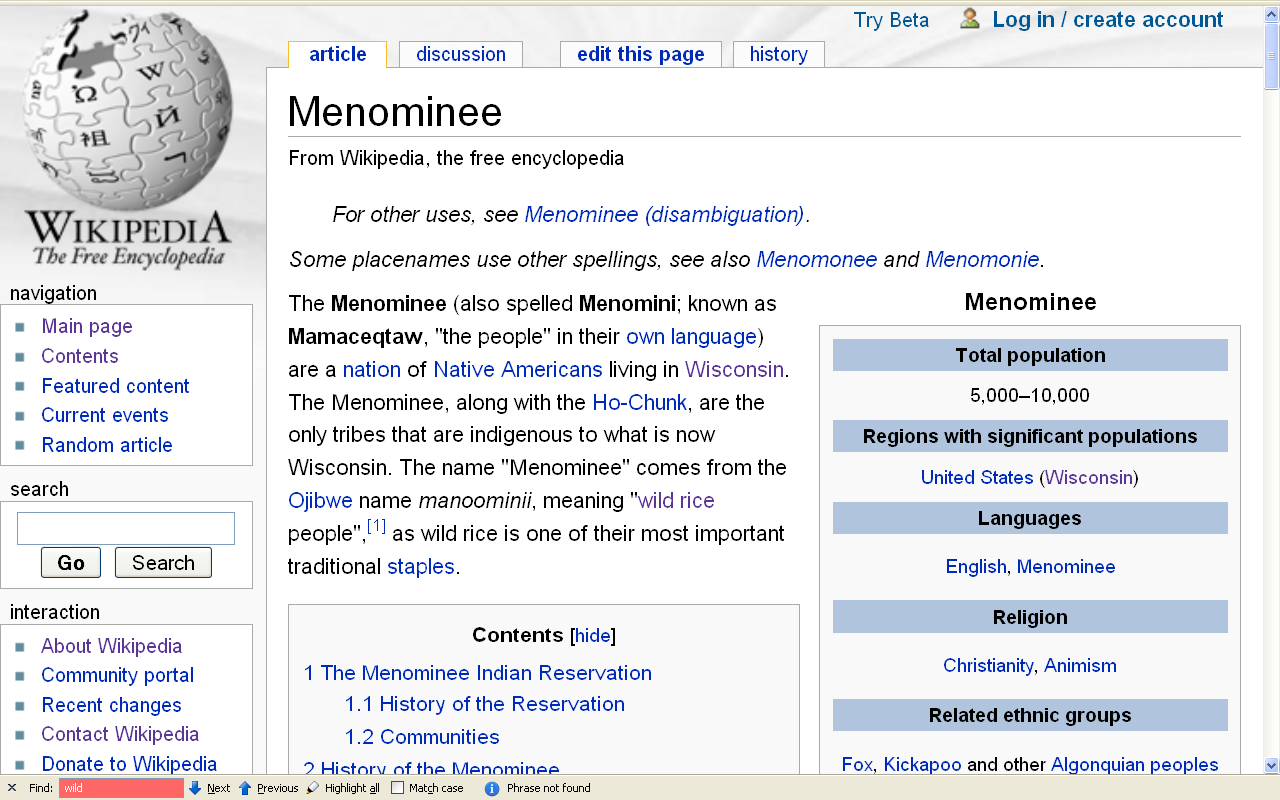 Try Beta Log in / create account
article discussion edit this page history
Menominee
From Wikipedia, the free encyclopedia
For other uses, see Menominee (disambiguation).
Some placenames use other spellings, see also Menomonee and Menomonie.
The Menominee (also spelled Menomini; known as
Mamaceqtaw, "the people" in their own language)
are a nation of Native Americans living in Wisconsin.
The Menominee, along with the Ho-Chunk, are the
only tribes that are indigenous to what is now
Wisconsin. The name "Menominee" comes from the
Ojibwe name manoominii, meaning "wild rice
people",[1] as wild rice is one of their most important
traditional staples.
Contents [hide]
1 The Menominee Indian Reservation
1.1 History of the Reservation
1.2 Communities
2 History of the Menominee
Menominee
Total population
5,000–10,000
Regions with significant populations
United States (Wisconsin)
Languages
English, Menominee
Religion
Christianity, Animism
Related ethnic groups
Fox, Kickapoo and other Algonquian peoples
Ω W И 祖
WIKIPEDIA
The Free Encyclopedia
navigation
Main page
Contents
Featured content
Current events
Random article
search
Go Search
interaction
About Wikipedia
Community portal
Recent changes
Contact Wikipedia
Donate to Wikipedia
Find: wild Next Previous Highlight all Match case Phrase not found